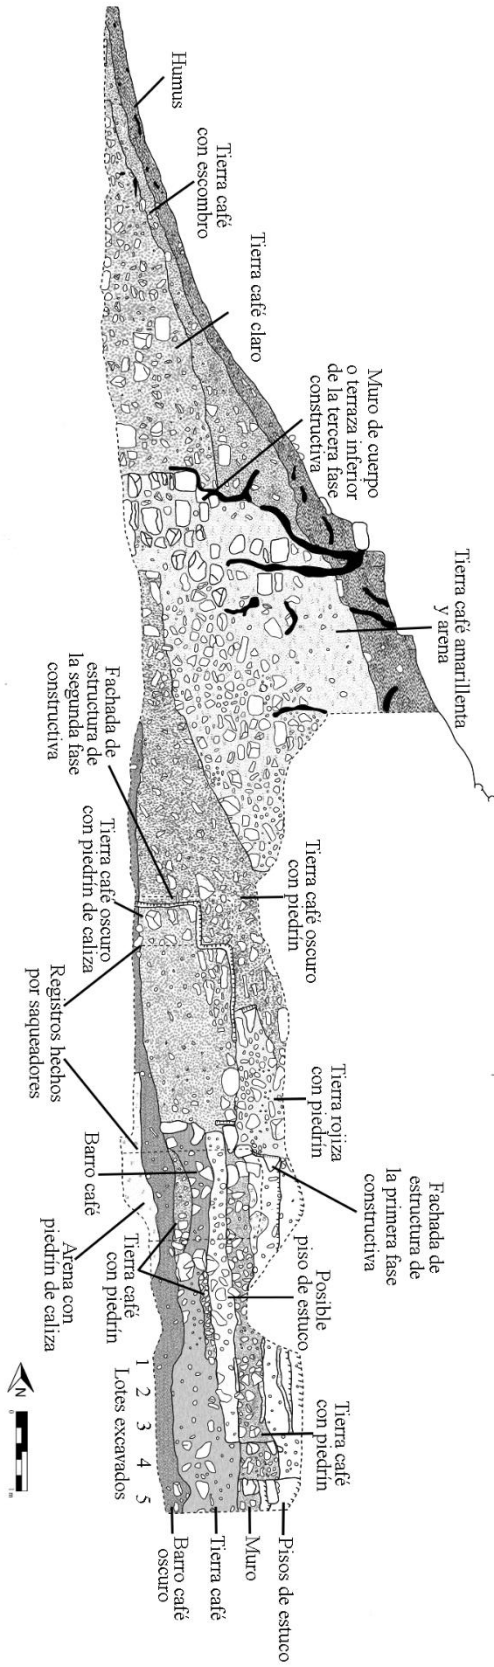 Humus
Tierra café
con escombro
Tierra café claro
Muro de cuerpo
o terraza inferior
de la tercera fase
constructiva
Tierra café amarillenta
y arena
Fachada de
estructura de
la segunda fase
constructiva
Tierra café oscuro
con piedrín de caliza
Tierra café oscuro
con piedrín
Registros hechos
por saqueadores
Tierra rojiza
con piedrín
Fachada de
estructura de
la primera fase
constructiva
Barro café
Arena con
piedrín de caliza
Tierra café
con piedrín
Posible
piso de estuco
Tierra café
con piedrín
1 2 3 4 5
Lotes excavados
Pisos de estuco
Muro
Tierra café
Barro café
oscuro
N
0 1m